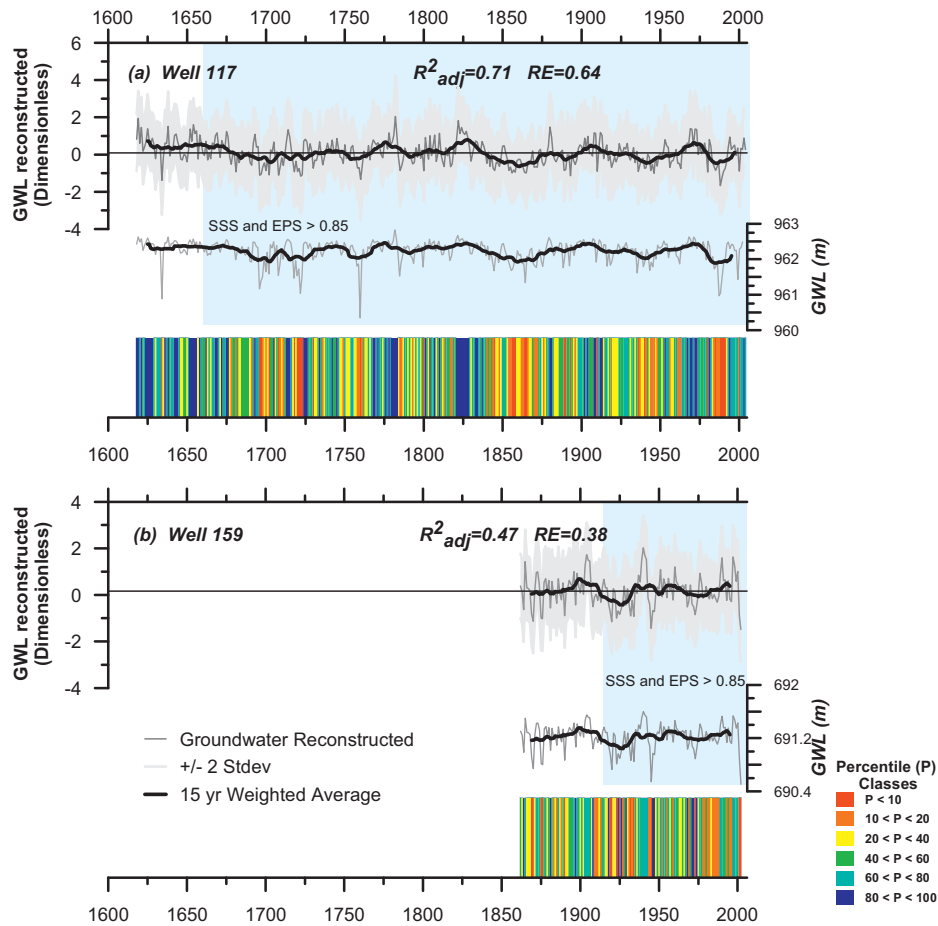 1600 1650 1700 1750 1800 1850 1900 1950 2000
6
4
2
0
-2
-4
GWL reconstructed
(Dimensionless)
(a) Well 117
R²adj=0.71 RE=0.64
SSS and EPS > 0.85
963
962
961
960
GWL (m)
1600 1650 1700 1750 1800 1850 1900 1950 2000
4
2
0
-2
-4
GWL reconstructed
(Dimensionless)
(b) Well 159
R²adj=0.47 RE=0.38
SSS and EPS > 0.85
692
691.2
690.4
GWL (m)
Groundwater Reconstructed
+/- 2 Stdev
15 yr Weighted Average
Percentile (P)
Classes
P < 10
10 < P < 20
20 < P < 40
40 < P < 60
60 < P < 80
80 < P < 100
1600 1650 1700 1750 1800 1850 1900 1950 2000